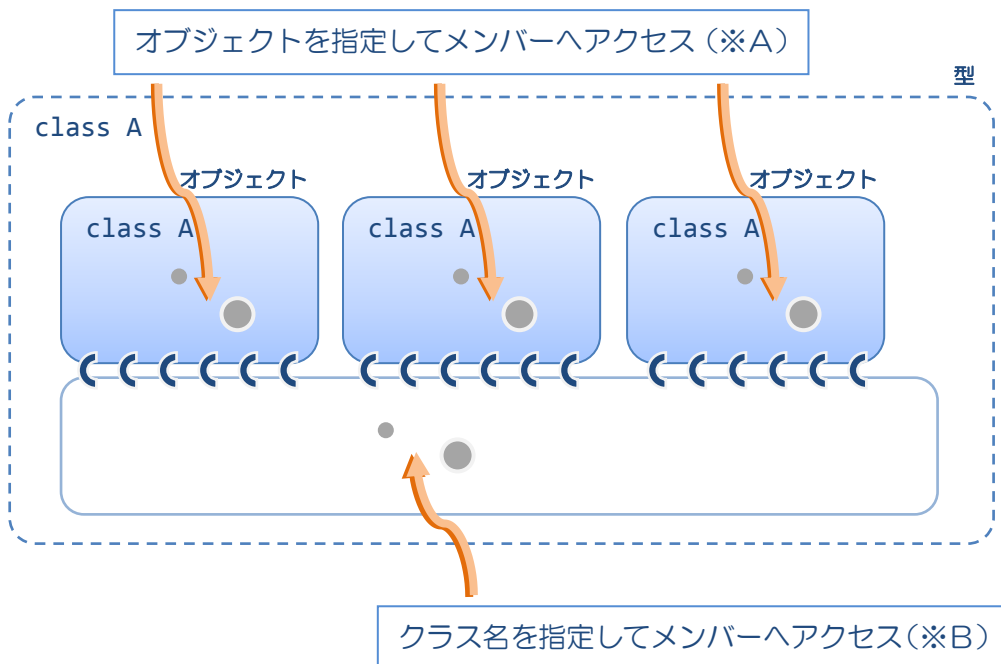 オブジェクトを指定してメンバーへアクセス（※A）
型
class A
オブジェクト
オブジェクト
オブジェクト
class A
class A
class A
クラス名を指定してメンバーへアクセス（※B）